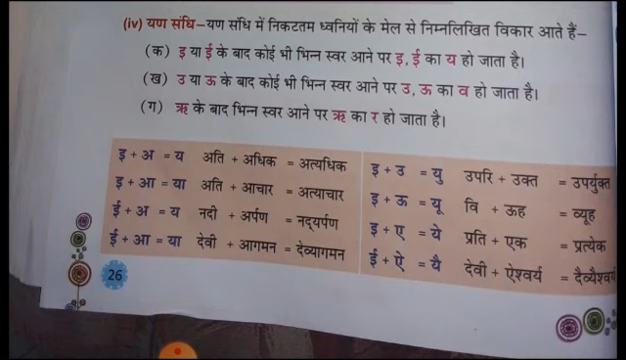 (iv) यण संधि–यण संधि में निकटतम ध्वनियों के मेल से निम्नलिखित विकार आते हैं–
(क) इ या ई के बाद कोई भी भिन्न स्वर आने पर इ, ई का य हो जाता है।
(ख) उ या ऊ के बाद कोई भी भिन्न स्वर आने पर उ, ऊ का व हो जाता है।
(ग) ऋ के बाद भिन्न स्वर आने पर ऋ का र हो जाता है।
इ + अ = य अति + अधिक = अत्यधिक
इ + आ = या अति + आचार = अत्याचार
ई + अ = य नदी + अर्पण = नद्यर्पण
ई + आ = या देवी + आगमन = देव्यागमन
इ + उ = यु उपरि + उक्त = उपर्युक्त
इ + ऊ = यू वि + ऊह = व्यूह
इ + ए = ये प्रति + एक = प्रत्येक
ई + ऐ = यै देवी + ऐश्वर्य =
26